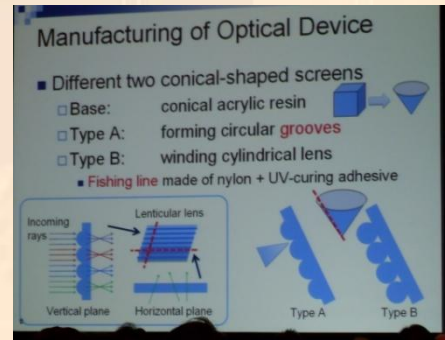 Manufacturing of Optical Device
Different two conical-shaped screens
Base: conical acrylic resin
Type A: forming circular grooves
Type B: winding cylindrical lens
Fishing line made of nylon + UV-curing adhesive
Incoming
rays
Lenticular lens
Vertical plane
Horizontal plane
Type A
Type B